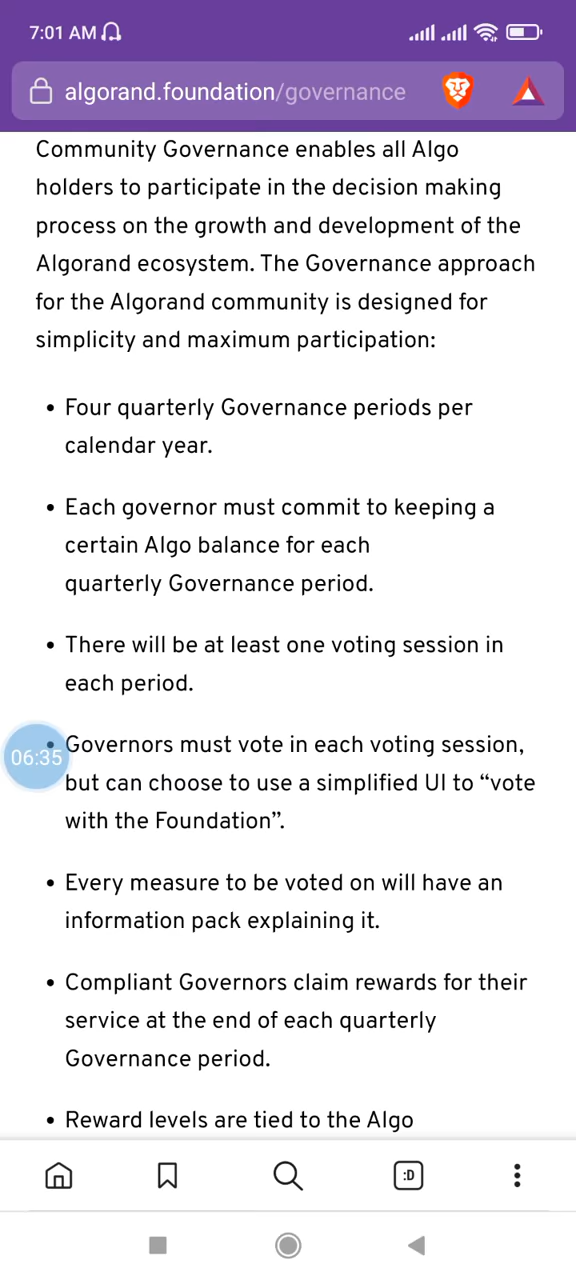 7:01 AM
algorand.foundation/governance
Community Governance enables all Algo
holders to participate in the decision making
process on the growth and development of the
Algorand ecosystem. The Governance approach
for the Algorand community is designed for
simplicity and maximum participation:
• Four quarterly Governance periods per
calendar year.
• Each governor must commit to keeping a
certain Algo balance for each
quarterly Governance period.
• There will be at least one voting session in
each period.
06:35
• Governors must vote in each voting session,
but can choose to use a simplified UI to “vote
with the Foundation”.
• Every measure to be voted on will have an
information pack explaining it.
• Compliant Governors claim rewards for their
service at the end of each quarterly
Governance period.
• Reward levels are tied to the Algo
:D